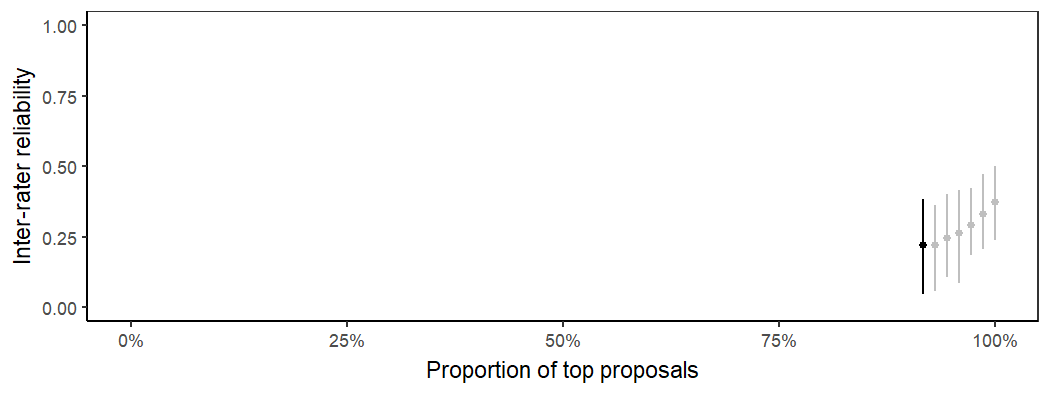 1.00
0.75
0.50
0.25
0.00
Inter-rater reliability
0% 25% 50% 75% 100%
Proportion of top proposals